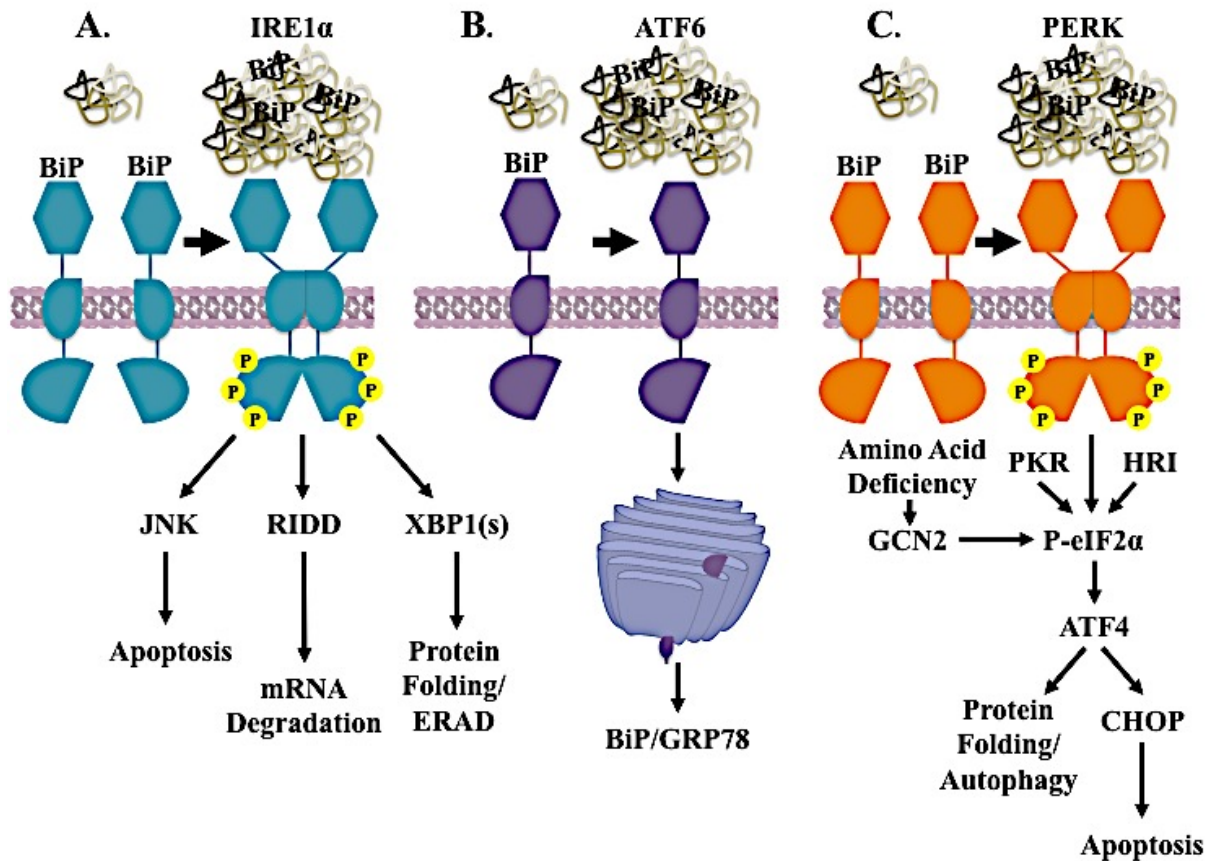 A.
IRE1α
BiP
BiP
BiP
BiP
BiP
P
P
P
P
P
P
JNK
RIDD
XBP1(s)
Apoptosis
mRNA
Degradation
Protein
Folding/
ERAD
B.
ATF6
BiP
BiP
BiP
BiP/GRP78
C.
PERK
BiP
BiP
BiP
BiP
BiP
P
P
P
P
P
P
Amino Acid
Deficiency
PKR
HRI
GCN2
P-eIF2α
ATF4
Protein
Folding/
Autophagy
CHOP
Apoptosis